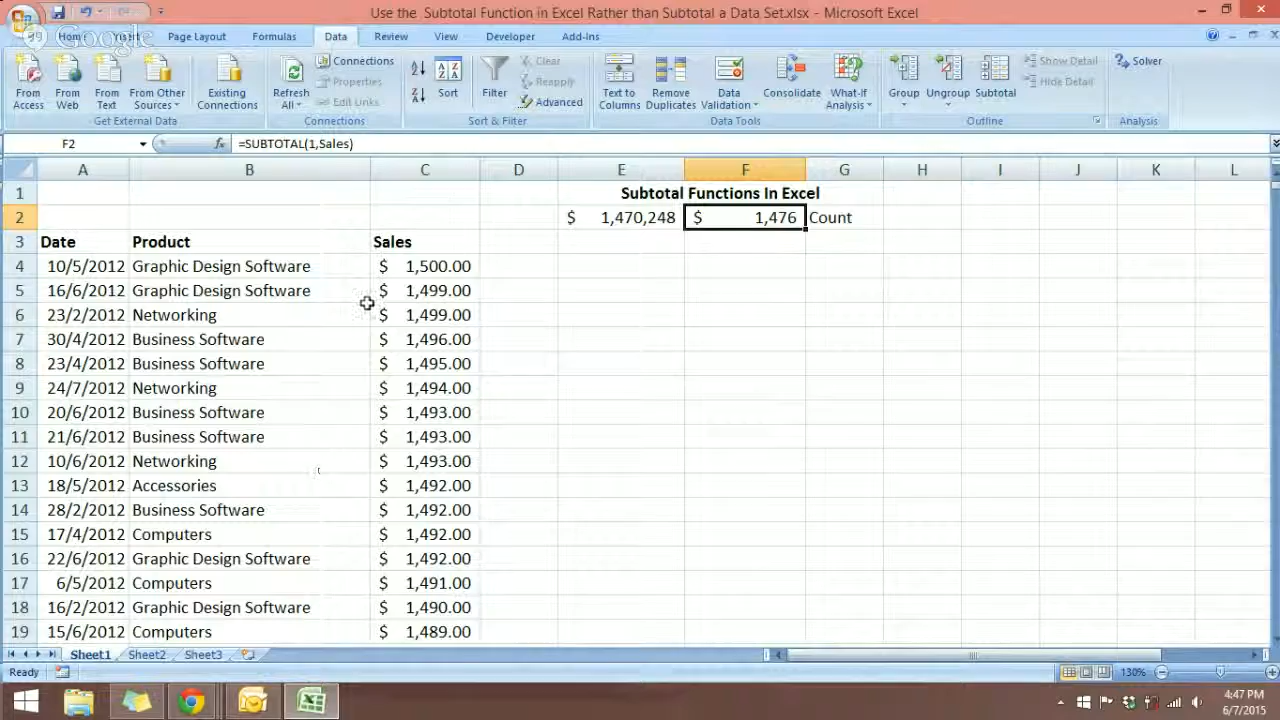 Use the Subtotal Function in Excel Rather than Subtotal a Data Set.xlsx - Microsoft Excel
Home Insert Page Layout Formulas Data Review View Developer Add-Ins
Google
From Access
From Web
From Text
From Other Sources
Existing Connections
Get External Data
Refresh All
Connections
Properties
Edit Links
Connections
Sort
Filter
Clear
Reapply
Advanced
Sort & Filter
Text to Columns
Remove Duplicates
Data Validation
Consolidate
What-If Analysis
Data Tools
Group
Ungroup
Subtotal
Show Detail
Hide Detail
Outline
Solver
Analysis
F2 fx =SUBTOTAL(1,Sales)
A B C D E F G H I J K L
1 Subtotal Functions In Excel
2 $ 1,470,248 $ 1,476 Count
3 Date Product Sales
4 10/5/2012 Graphic Design Software $ 1,500.00
5 16/6/2012 Graphic Design Software $ 1,499.00
6 23/2/2012 Networking $ 1,499.00
7 30/4/2012 Business Software $ 1,496.00
8 23/4/2012 Business Software $ 1,495.00
9 24/7/2012 Networking $ 1,494.00
10 20/6/2012 Business Software $ 1,493.00
11 21/6/2012 Business Software $ 1,493.00
12 10/6/2012 Networking $ 1,493.00
13 18/5/2012 Accessories $ 1,492.00
14 28/2/2012 Business Software $ 1,492.00
15 17/4/2012 Computers $ 1,492.00
16 22/6/2012 Graphic Design Software $ 1,492.00
17 6/5/2012 Computers $ 1,491.00
18 16/2/2012 Graphic Design Software $ 1,490.00
19 15/6/2012 Computers $ 1,489.00
Sheet1 Sheet2 Sheet3
Ready 130%
4:47 PM
6/7/2015